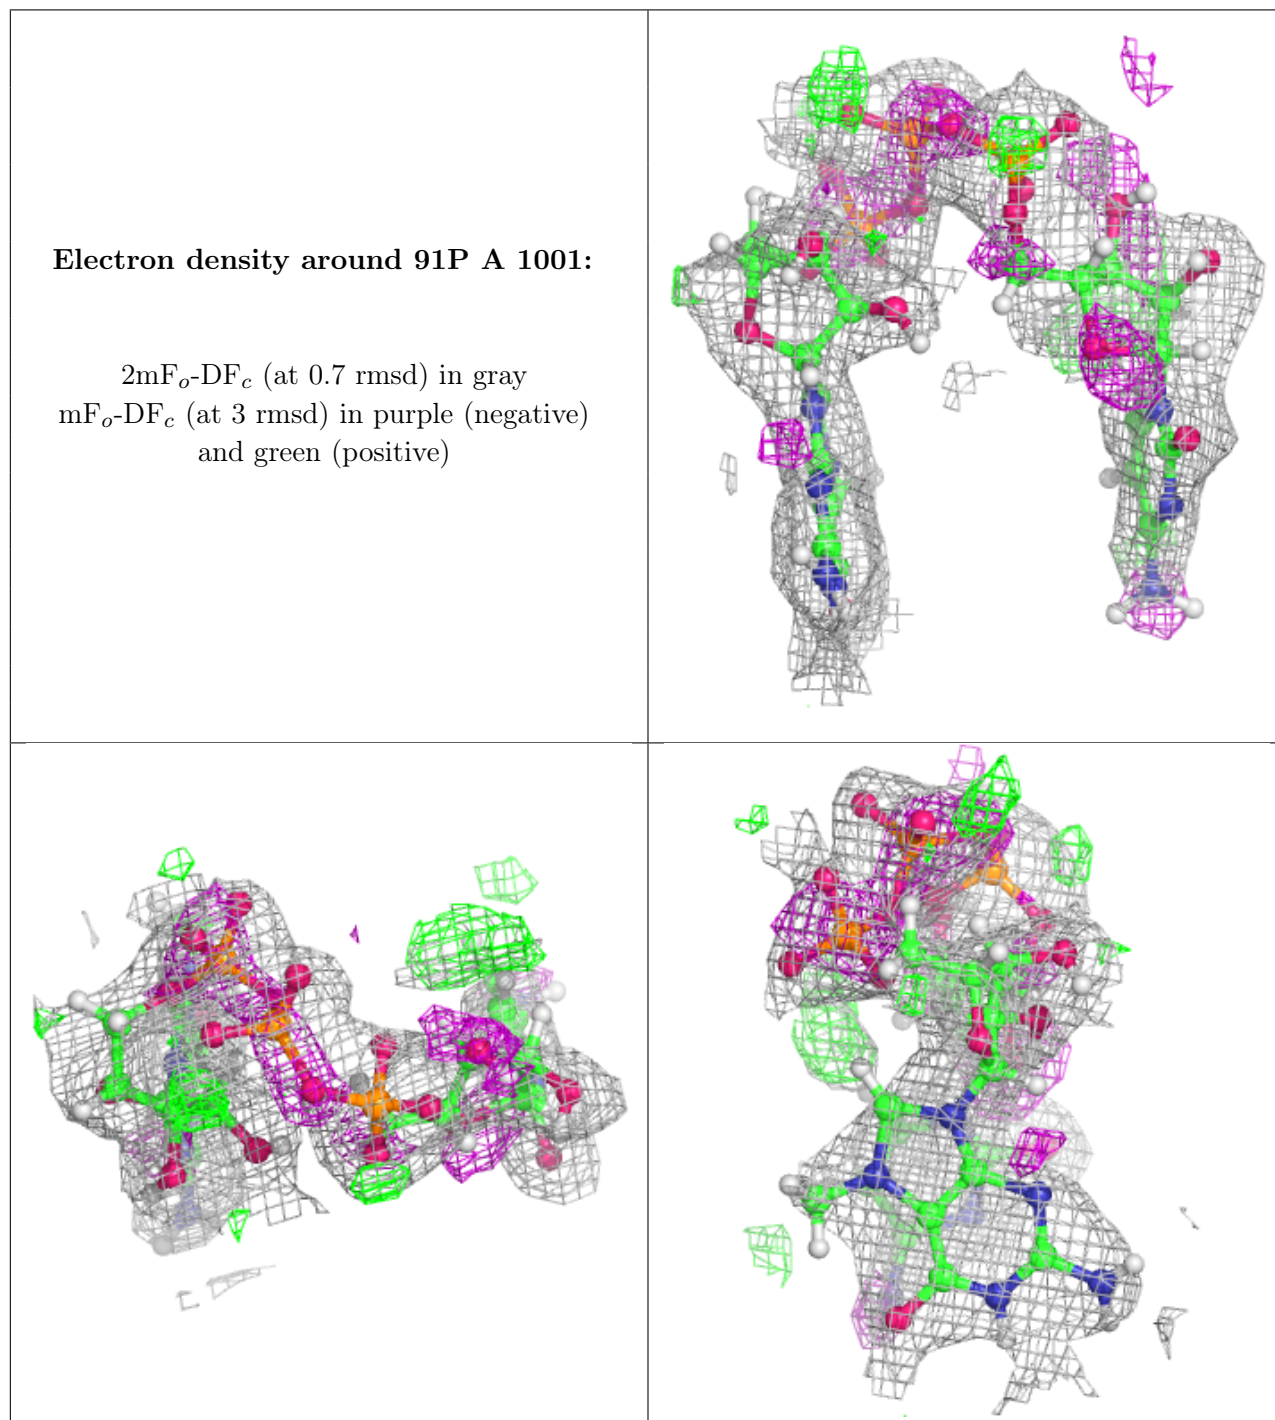 Electron density around 91P A 1001:
2mFo-DFc (at 0.7 rmsd) in gray
mFo-DFc (at 3 rmsd) in purple (negative)
and green (positive)